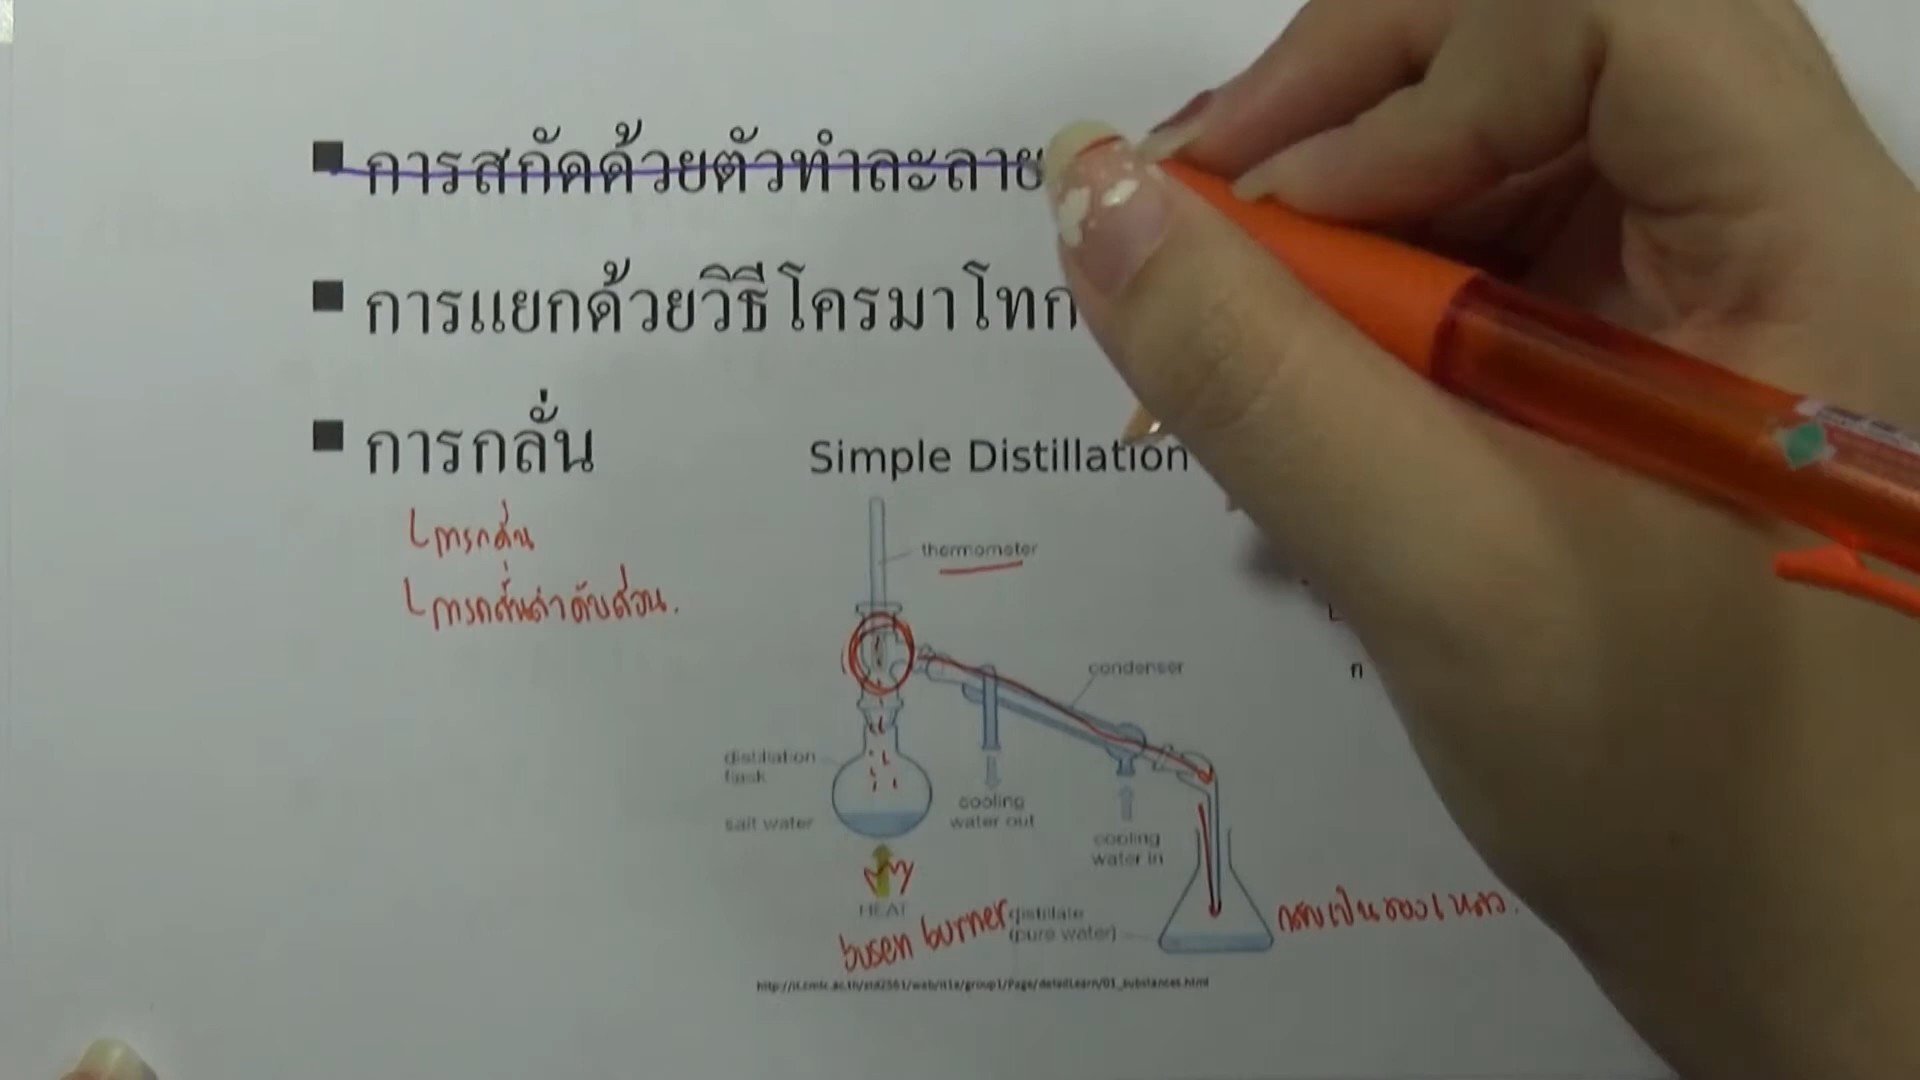 การสกัดด้วยตัวทำละลาย
การแยกด้วยวิธีโครมาโทก
การกลั่น
Simple Distillation
การกลั่น
การกลั่นลำดับส่วน.
thermometer
condenser
distillation
flask
salt water
cooling
water out
cooling
water in
HEAT
busen burner
distillate
(pure water)
กลายเป็นของเหลว.
ก